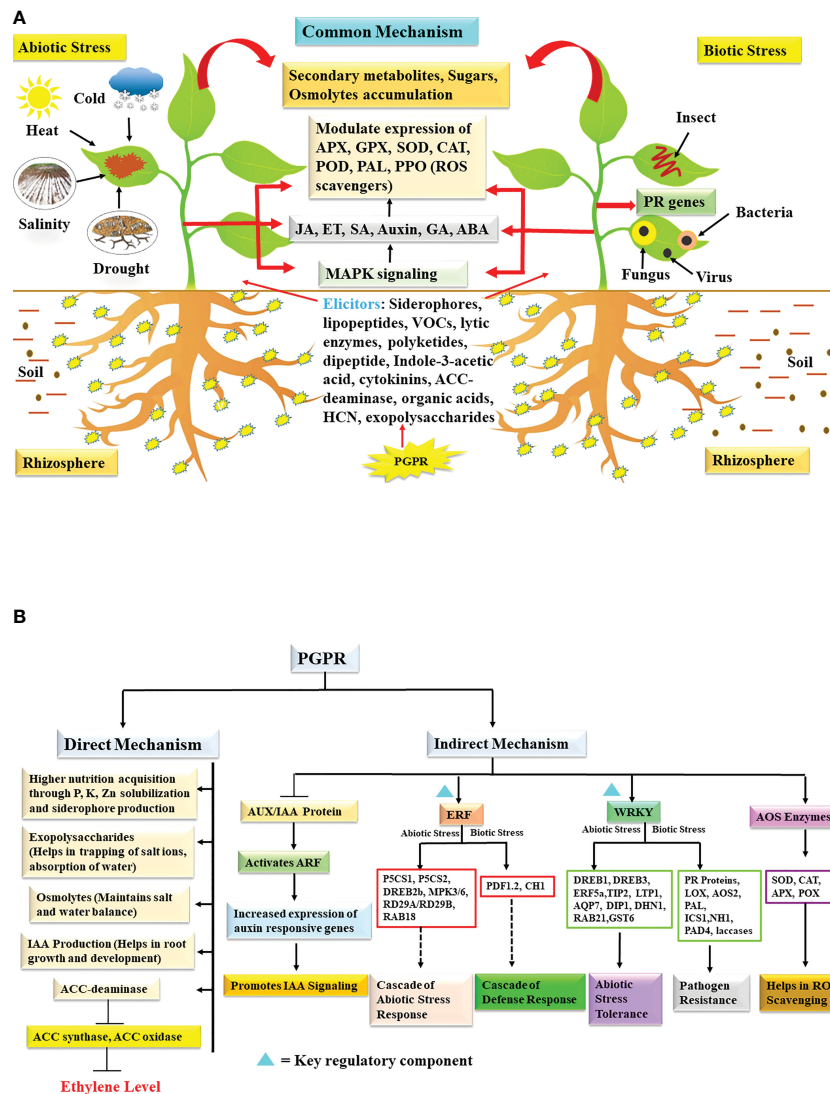 A
Abiotic Stress
Common Mechanism
Biotic Stress
Cold
Heat
Salinity
Drought
Secondary metabolites, Sugars,
Osmolytes accumulation
Modulate expression of
APX, GPX, SOD, CAT,
POD, PAL, PPO (ROS
scavengers)
JA, ET, SA, Auxin, GA, ABA
MAPK signaling
Insect
PR genes
Bacteria
Fungus
Virus
Elicitors: Siderophores,
lipopeptides, VOCs, lytic
enzymes, polyketides,
dipeptide, Indole-3-acetic
acid, cytokinins, ACC-
deaminase, organic acids,
HCN, exopolysaccharides
PGPR
Soil
Soil
Rhizosphere
Rhizosphere
B
PGPR
Direct Mechanism
Indirect Mechanism
Higher nutrition acquisition
through P, K, Zn solubilization
and siderophore production
Exopolysaccharides
(Helps in trapping of salt ions,
absorption of water)
Osmolytes (Maintains salt
and water balance)
IAA Production (Helps in root
growth and development)
ACC-deaminase
ACC synthase, ACC oxidase
Ethylene Level
AUX/IAA Protein
Activates ARF
Increased expression of
auxin responsive genes
Promotes IAA Signaling
ERF
Abiotic Stress
Biotic Stress
P5CS1, P5CS2,
DREB2b, MPK3/6,
RD29A/RD29B,
RAB18
PDF1.2, CH1
Cascade of
Abiotic Stress
Response
Cascade of
Defense Response
WRKY
Abiotic Stress
Biotic Stress
DREB1, DREB3,
ERF5a,TIP2, LTP1,
AQP7, DIP1, DHN1,
RAB21,GST6
PR Proteins,
LOX, AOS2,
PAL,
ICS1,NH1,
PAD4, laccases
Abiotic
Stress
Tolerance
Pathogen
Resistance
AOS Enzymes
SOD, CAT,
APX, POX
Helps in RO
Scavenging
= Key regulatory component